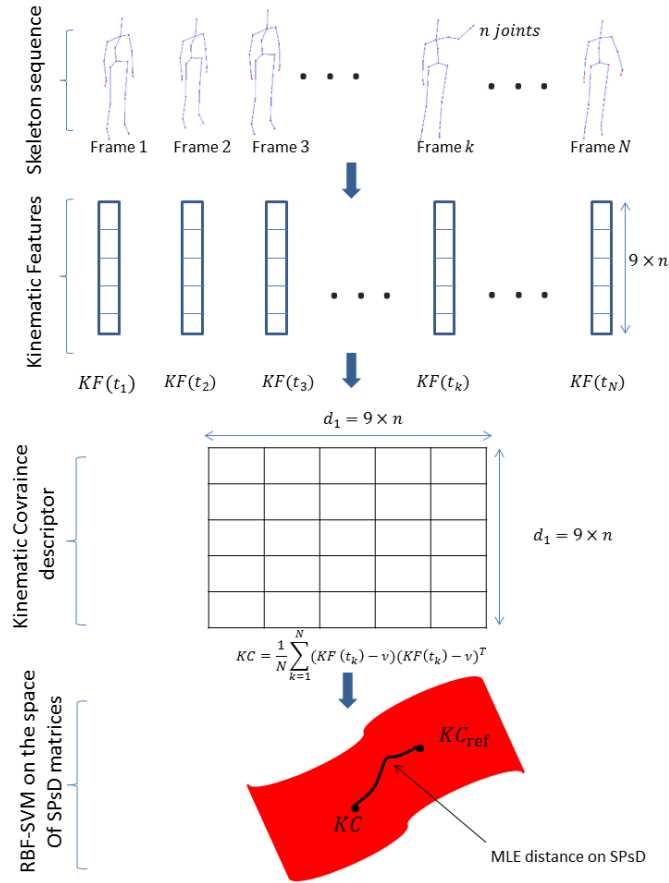 Skeleton sequence
n joints
Frame 1
Frame 2
Frame 3
Frame k
Frame N
Kinematic Features
9 × n
KF(t₁)
KF(t₂)
KF(t₃)
KF(tₖ)
KF(t_N)
Kinematic Covraince
descriptor
d₁ = 9 × n
d₁ = 9 × n
KC = 1/N ∑_{k=1}^{N} (KF (tₖ) − ν)(KF(tₖ) − ν)^T
RBF-SVM on the space
Of SPsD matrices
KC_ref
KC
MLE distance on SPsD